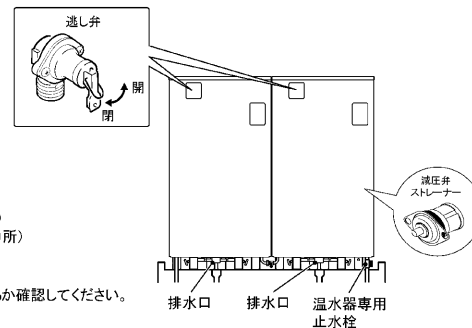 逃し弁
開
閉
減圧弁
ストレーナー
所）
か確認してください。
排水口
排水口
温水器専用
止水栓